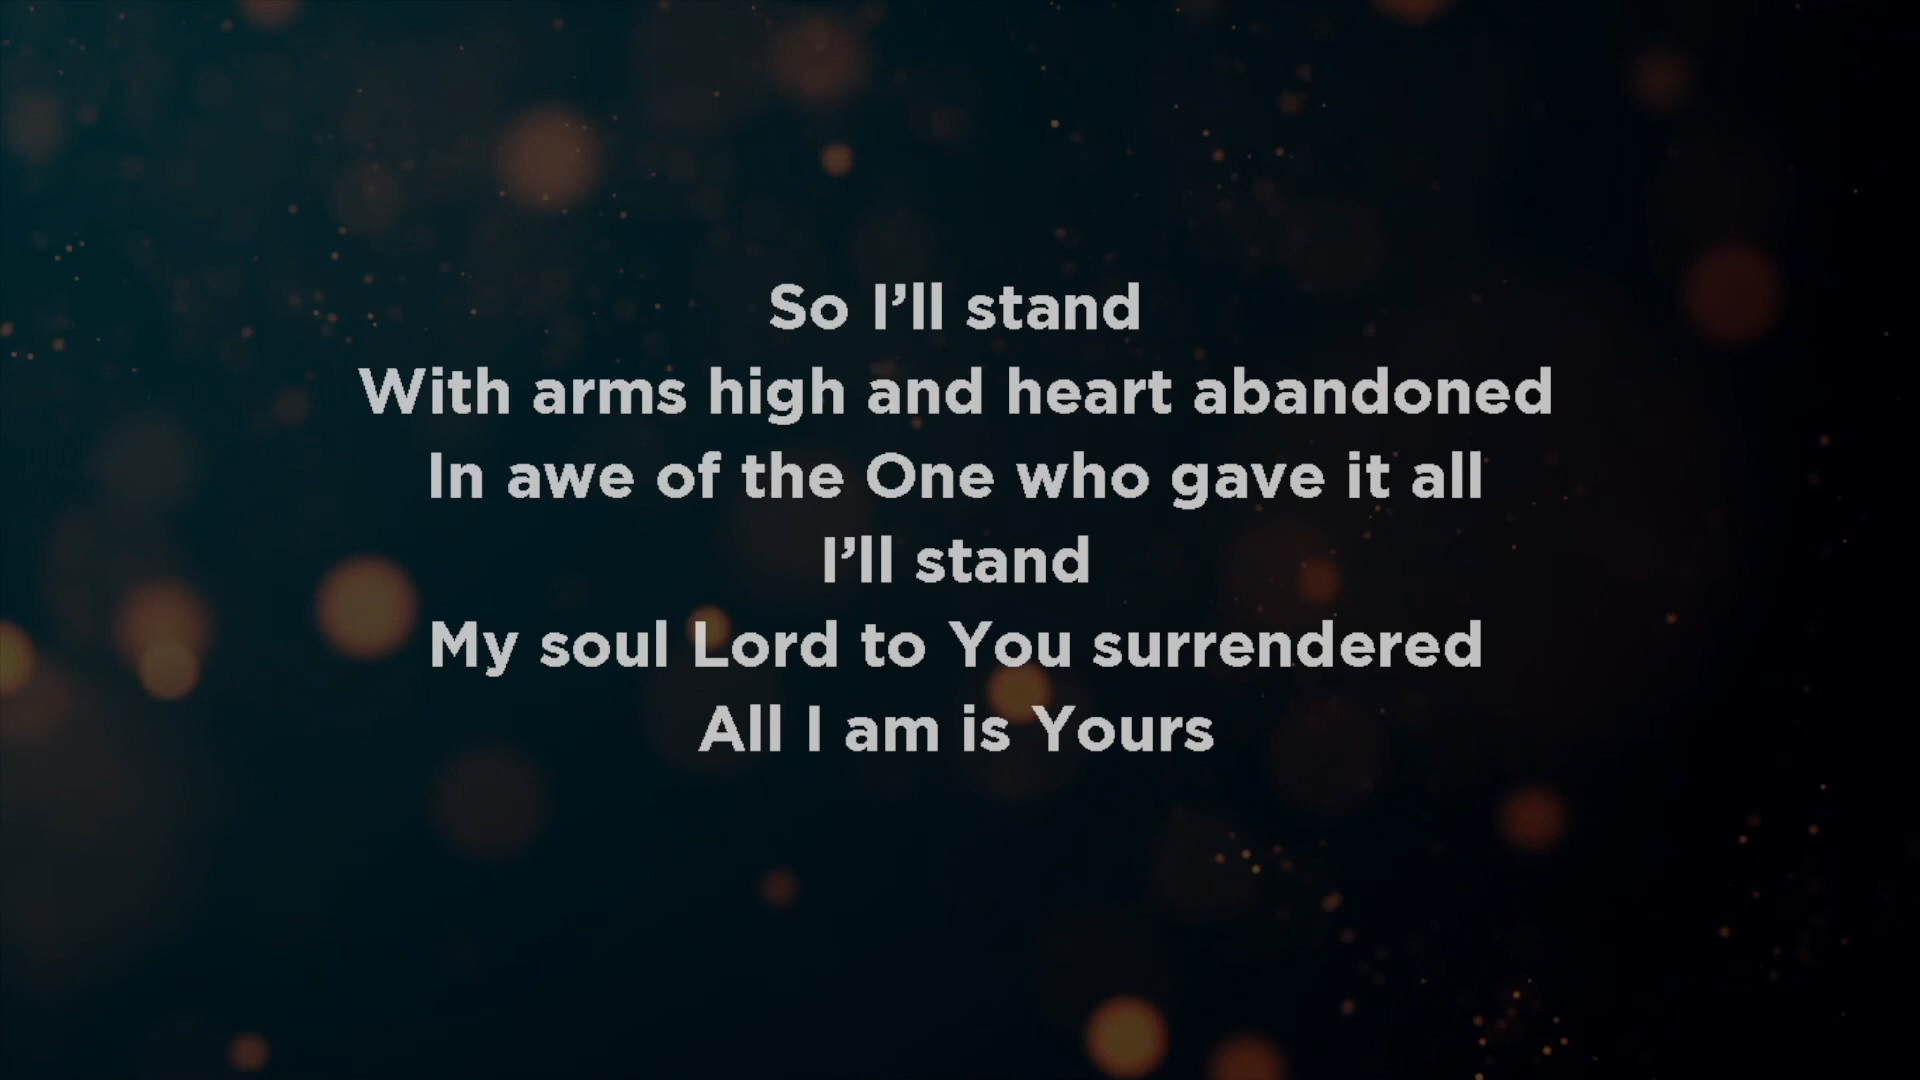 So I’ll stand
With arms high and heart abandoned
In awe of the One who gave it all
I’ll stand
My soul Lord to You surrendered
All I am is Yours